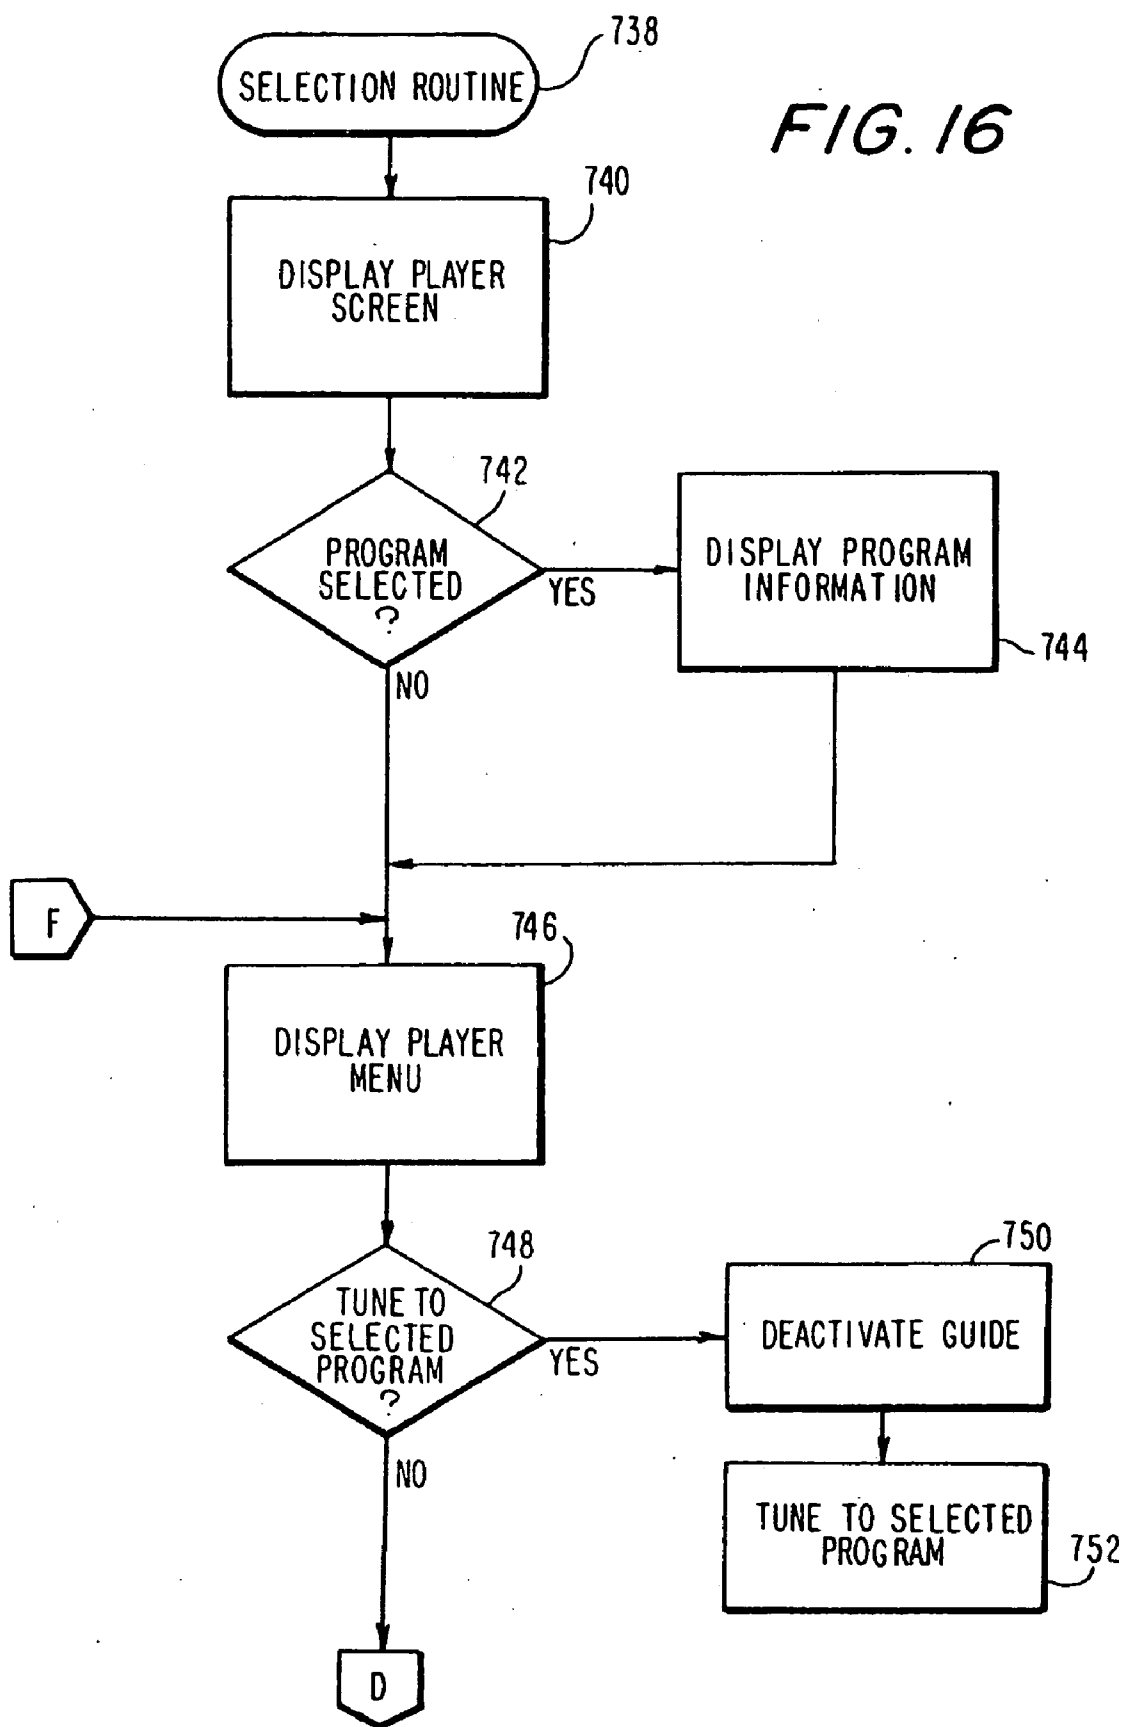 738
SELECTION ROUTINE
FIG. 16
740
DISPLAY PLAYER
SCREEN
742
PROGRAM
SELECTED
?
YES
DISPLAY PROGRAM
INFORMATION
744
NO
F
746
DISPLAY PLAYER
MENU
748
TUNE TO
SELECTED
PROGRAM
?
YES
750
DEACTIVATE GUIDE
NO
TUNE TO SELECTED
PROGRAM
752
D